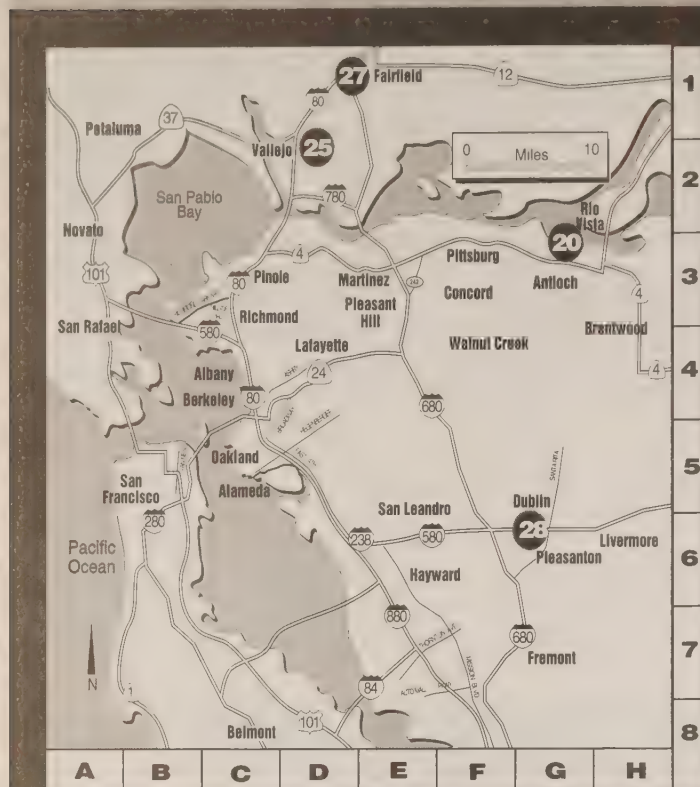 27 Fairfield
12
1
80
37
Petaluma
Vallejo 25
0 Miles 10
2
780
San Pablo
Bay
Rio
Vista
Novato
20
4
Pittsburg
101
80 Pinole
Martinez
242
Antioch
3
Concord
4
Pleasant
Hill
Richmond
San Rafael
580
Brentwood
Lafayette
Walnut Creek
Albany
24
4
4
Berkeley
80
680
Oakland
5
San
Francisco
Alameda
SANTA RITA
San Leandro
Dublin
280
238
580
28
Livermore
Pacific
Ocean
Pleasanton
6
Hayward
880
680
7
Fremont
N
84
MISSION BLVD
1
101
Belmont
8
A B C D E F G H